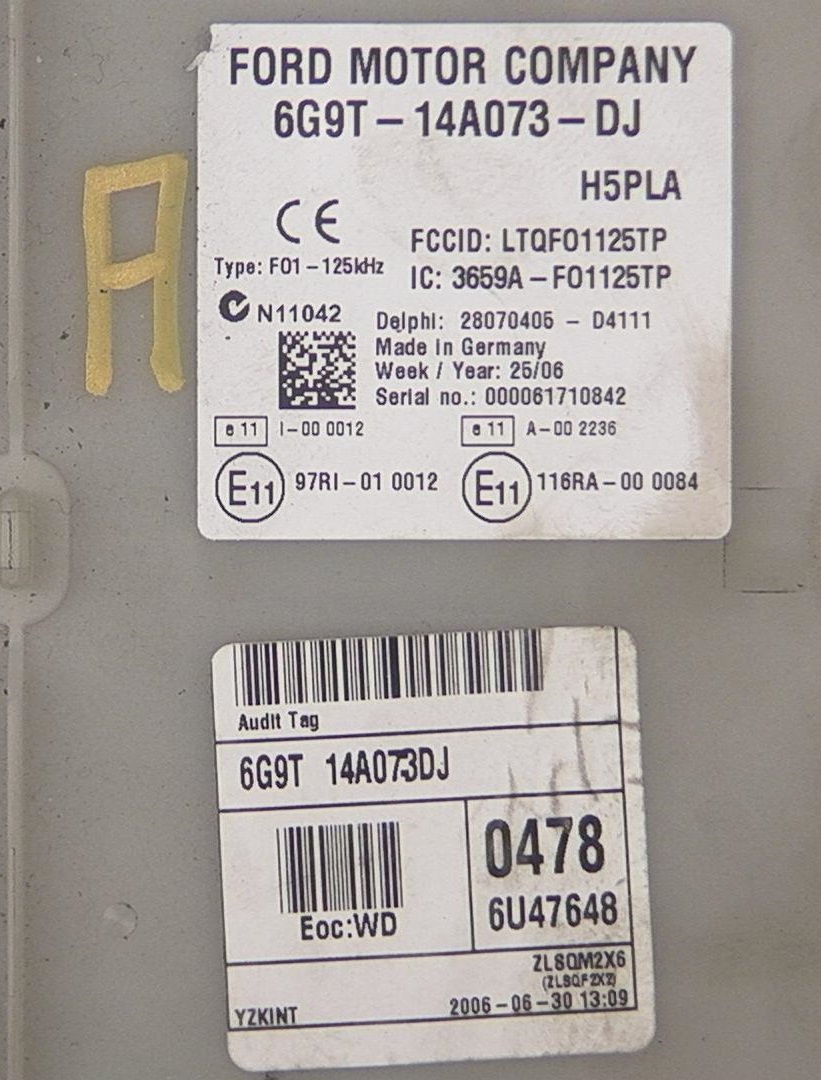 FORD MOTOR COMPANY
6G9T – 14A073 – DJ
H5PLA
CE
FCCID: LTQF01125TP
Type: F01 – 125kHz
IC: 3659A – F01125TP
N11042
Delphi: 28070405 – D4111
Made in Germany
Week / Year: 25/06
Serial no.: 000061710842
e 11 I–00 0012
e 11 A–00 2236
E11 97RI–01 0012
E11 116RA–00 0084
A
Audit Tag
6G9T 14A073DJ
0478
Eoc:WD
6U47648
ZLSQM2X6
(ZLSQF2XZ)
YZKINT
2006–06–30 13:09